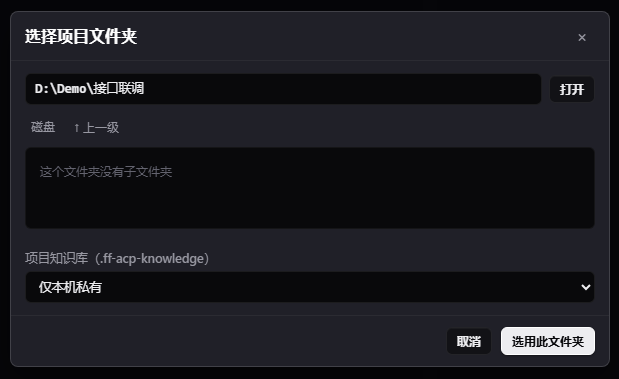 选择项目文件夹 ×
D:\Demo\接口联调 打开
磁盘 ↑ 上一级
这个文件夹没有子文件夹
项目知识库（.ff-acp-knowledge）
仅本机私有
取消 选用此文件夹